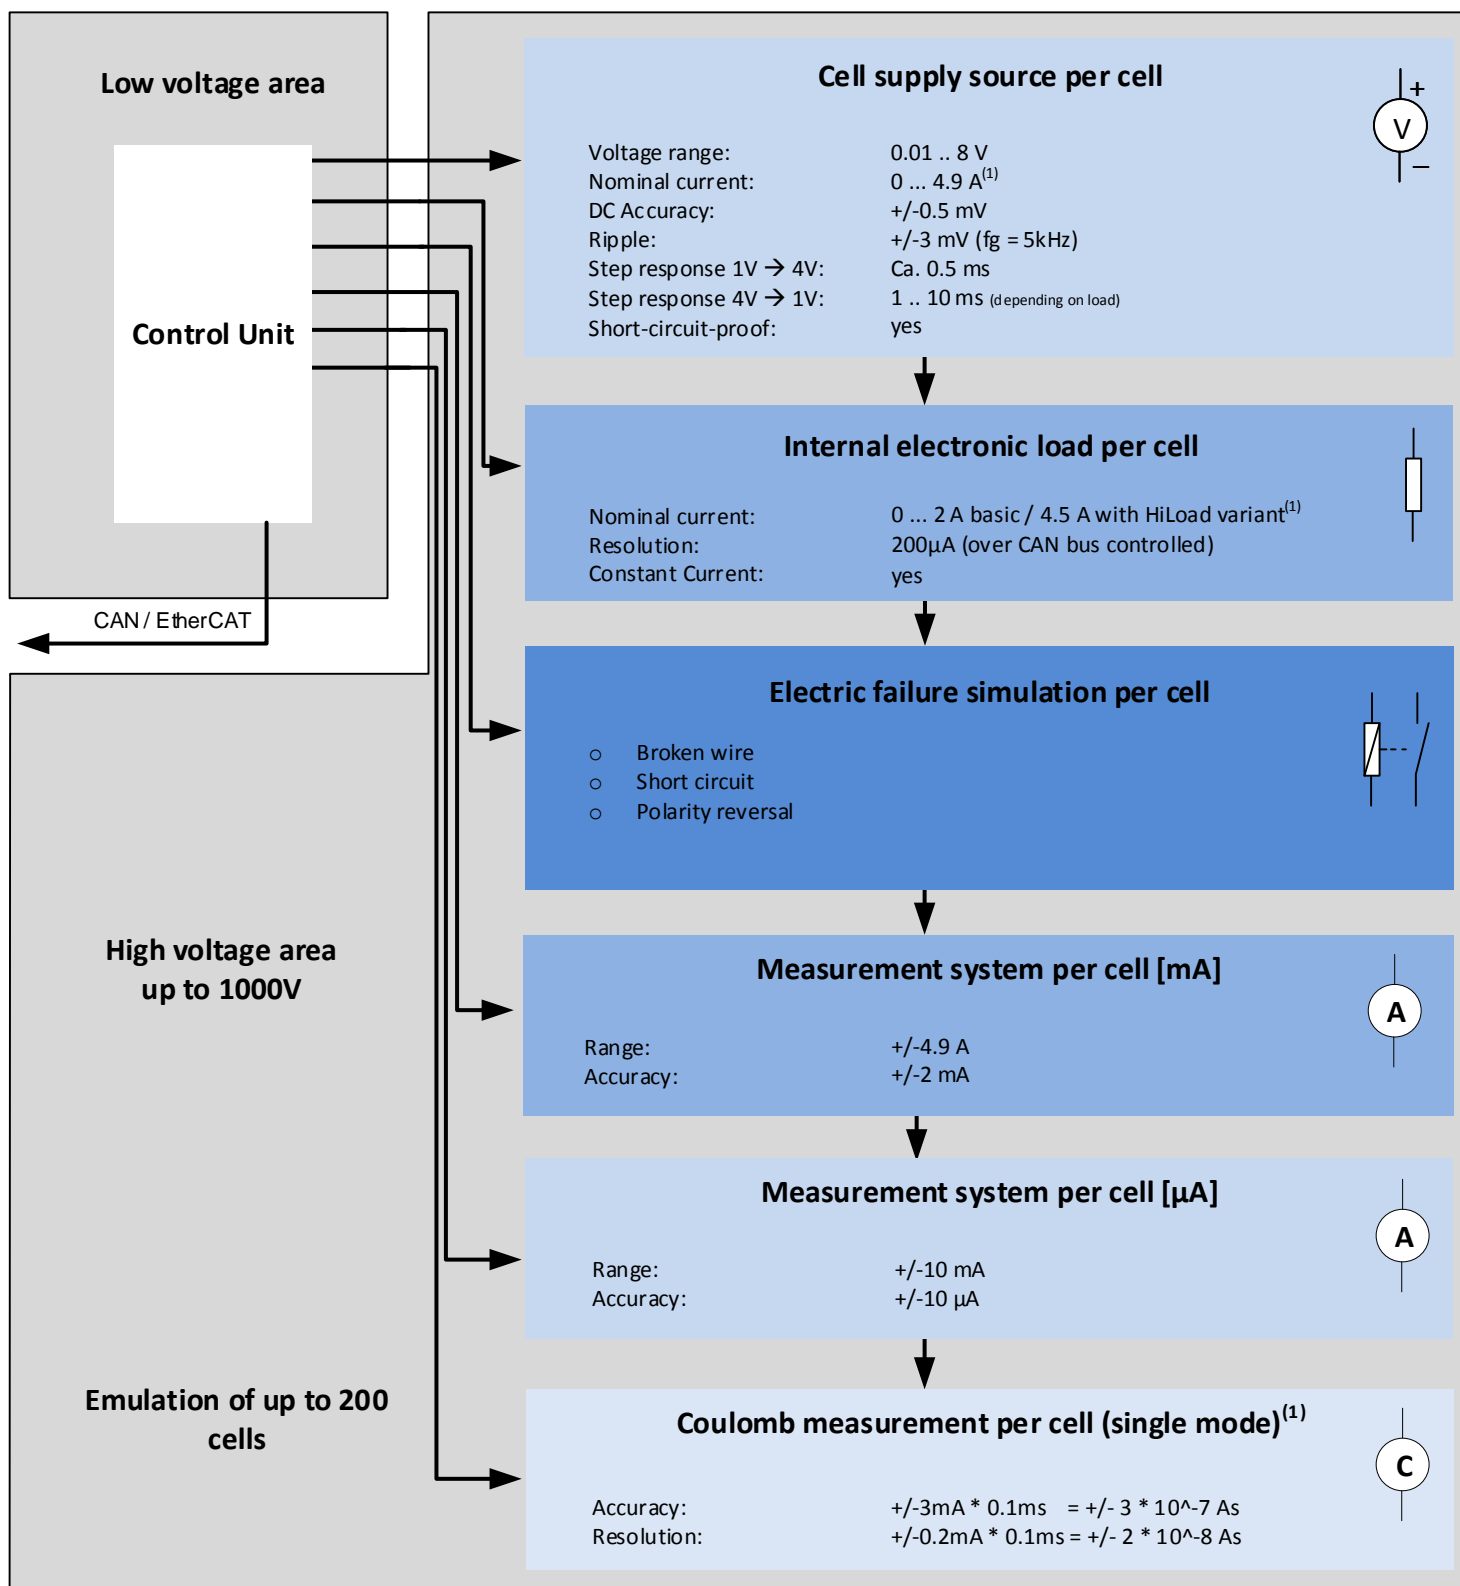 Low voltage area
Control Unit
CAN / EtherCAT
High voltage area
up to 1000V
Emulation of up to 200
cells
Cell supply source per cell
+
V
−
Voltage range: 0.01 .. 8 V
Nominal current: 0 ... 4.9 A(1)
DC Accuracy: +/-0.5 mV
Ripple: +/-3 mV (fg = 5kHz)
Step response 1V → 4V: Ca. 0.5 ms
Step response 4V → 1V: 1 .. 10 ms (depending on load)
Short-circuit-proof: yes
Internal electronic load per cell
Nominal current: 0 ... 2 A basic / 4.5 A with HiLoad variant(1)
Resolution: 200µA (over CAN bus controlled)
Constant Current: yes
Electric failure simulation per cell
o Broken wire
o Short circuit
o Polarity reversal
Measurement system per cell [mA]
A
Range: +/-4.9 A
Accuracy: +/-2 mA
Measurement system per cell [µA]
A
Range: +/-10 mA
Accuracy: +/-10 µA
Coulomb measurement per cell (single mode)(1)
C
Accuracy: +/-3mA * 0.1ms = +/- 3 * 10^-7 As
Resolution: +/-0.2mA * 0.1ms = +/- 2 * 10^-8 As